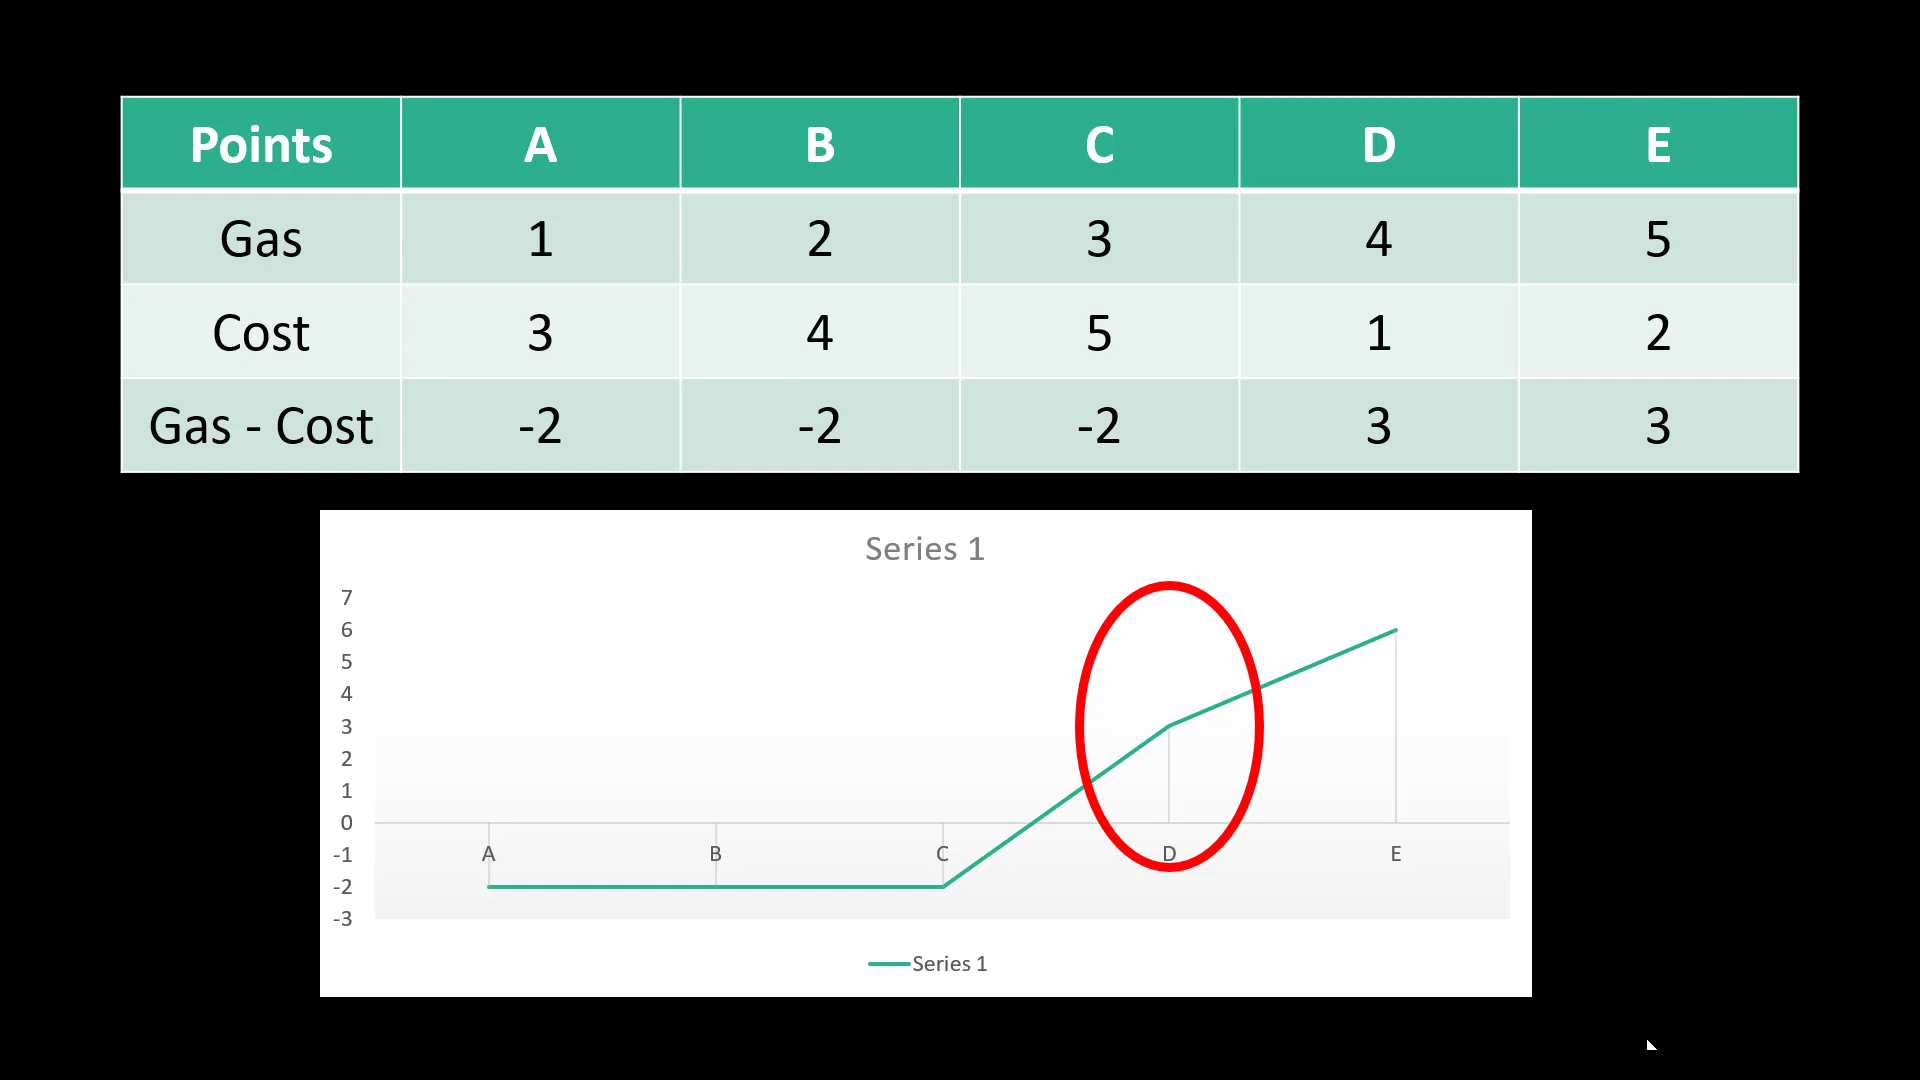 Points A B C D E
Gas 1 2 3 4 5
Cost 3 4 5 1 2
Gas - Cost -2 -2 -2 3 3
Series 1
7
6
5
4
3
2
1
0
-1
-2
-3
A B C D E
Series 1